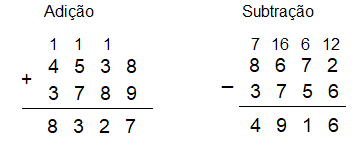 Adição Subtração
1 1 1 7 16 6 12
4 5 3 8 8 6 7 2
+ −
3 7 8 9 3 7 5 6
8 3 2 7 4 9 1 6